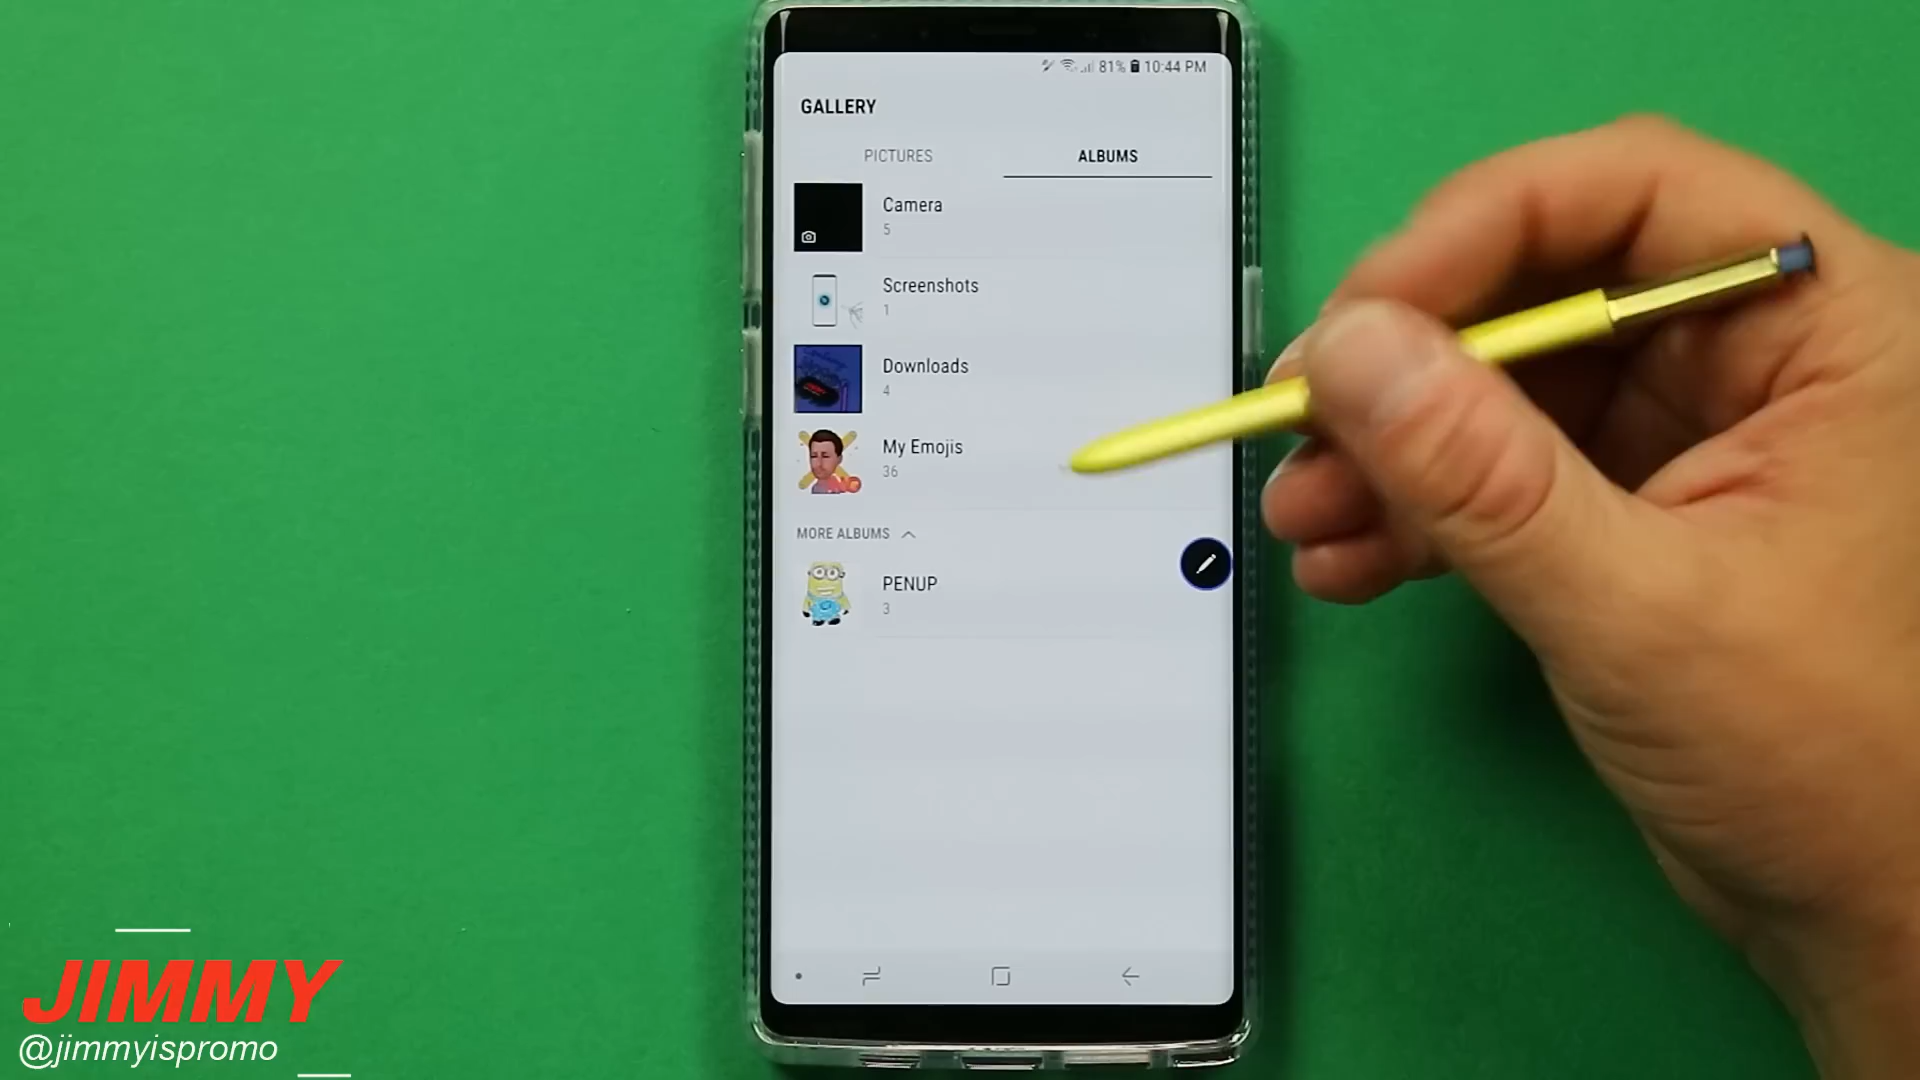 81% 10:44 PM
GALLERY
PICTURES ALBUMS
Camera
5
Screenshots
1
Downloads
4
My Emojis
36
MORE ALBUMS
PENUP
3
JIMMY
@jimmyispromo